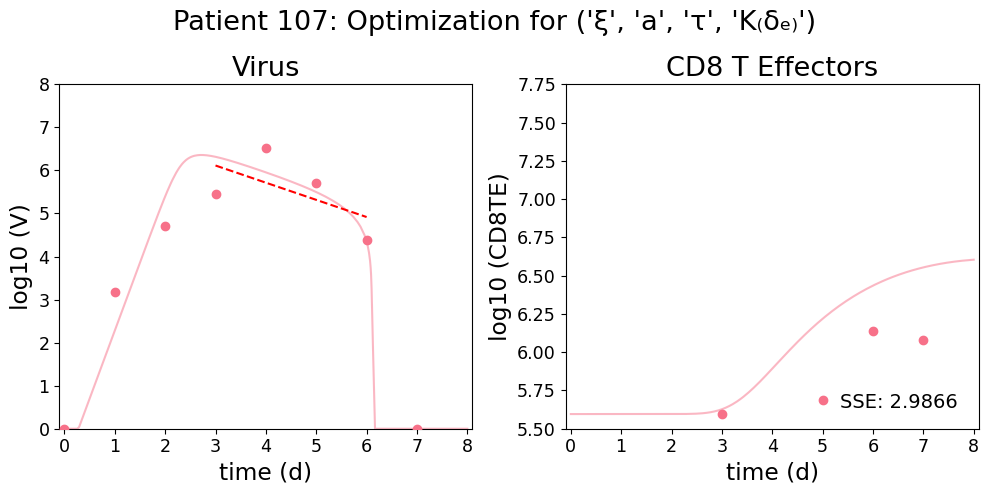 Patient 107: Optimization for ('ξ', 'a', 'τ', 'K₍δₑ₎')
Virus
CD8 T Effectors
log10 (V)
8
7
6
5
4
3
2
1
0
0 1 2 3 4 5 6 7 8
time (d)
log10 (CD8TE)
7.75
7.50
7.25
7.00
6.75
6.50
6.25
6.00
5.75
5.50
SSE: 2.9866
0 1 2 3 4 5 6 7 8
time (d)